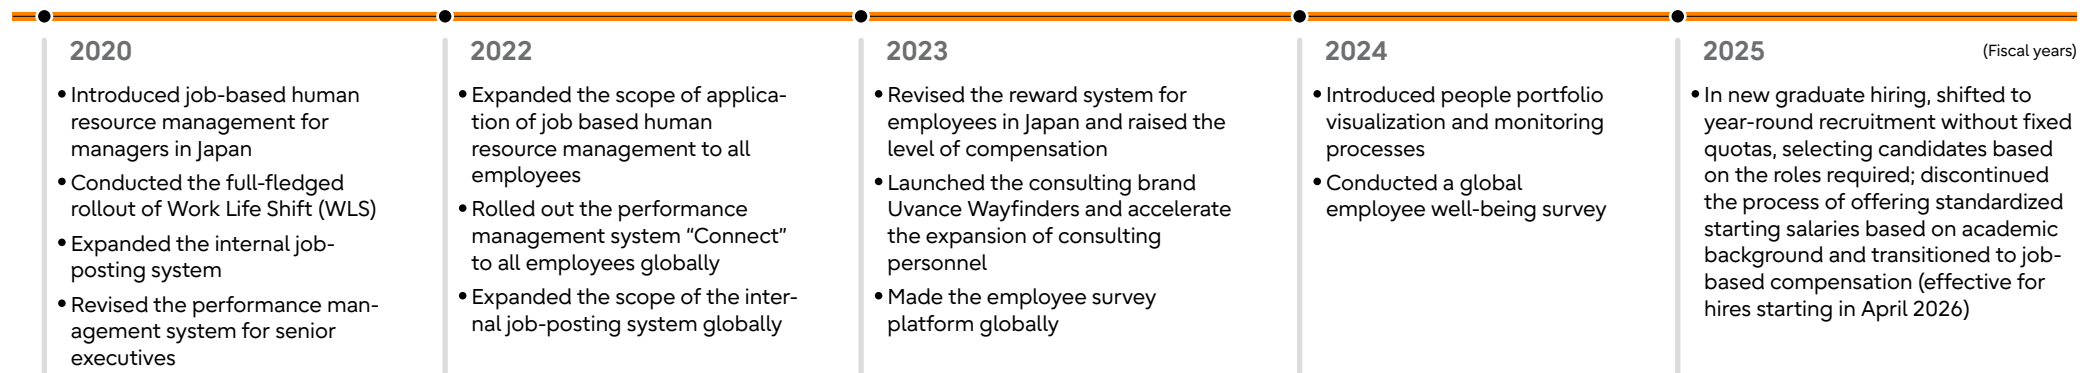 2020
• Introduced job-based human
resource management for
managers in Japan
• Conducted the full-fledged
rollout of Work Life Shift (WLS)
• Expanded the internal job-
posting system
• Revised the performance man-
agement system for senior
executives
2022
• Expanded the scope of applica-
tion of job based human
resource management to all
employees
• Rolled out the performance
management system “Connect”
to all employees globally
• Expanded the scope of the inter-
nal job-posting system globally
2023
• Revised the reward system for
employees in Japan and raised the
level of compensation
• Launched the consulting brand
Uvance Wayfinders and accelerate
the expansion of consulting
personnel
• Made the employee survey
platform globally
2024
• Introduced people portfolio
visualization and monitoring
processes
• Conducted a global
employee well-being survey
2025
(Fiscal years)
• In new graduate hiring, shifted to
year-round recruitment without fixed
quotas, selecting candidates based
on the roles required; discontinued
the process of offering standardized
starting salaries based on academic
background and transitioned to job-
based compensation (effective for
hires starting in April 2026)